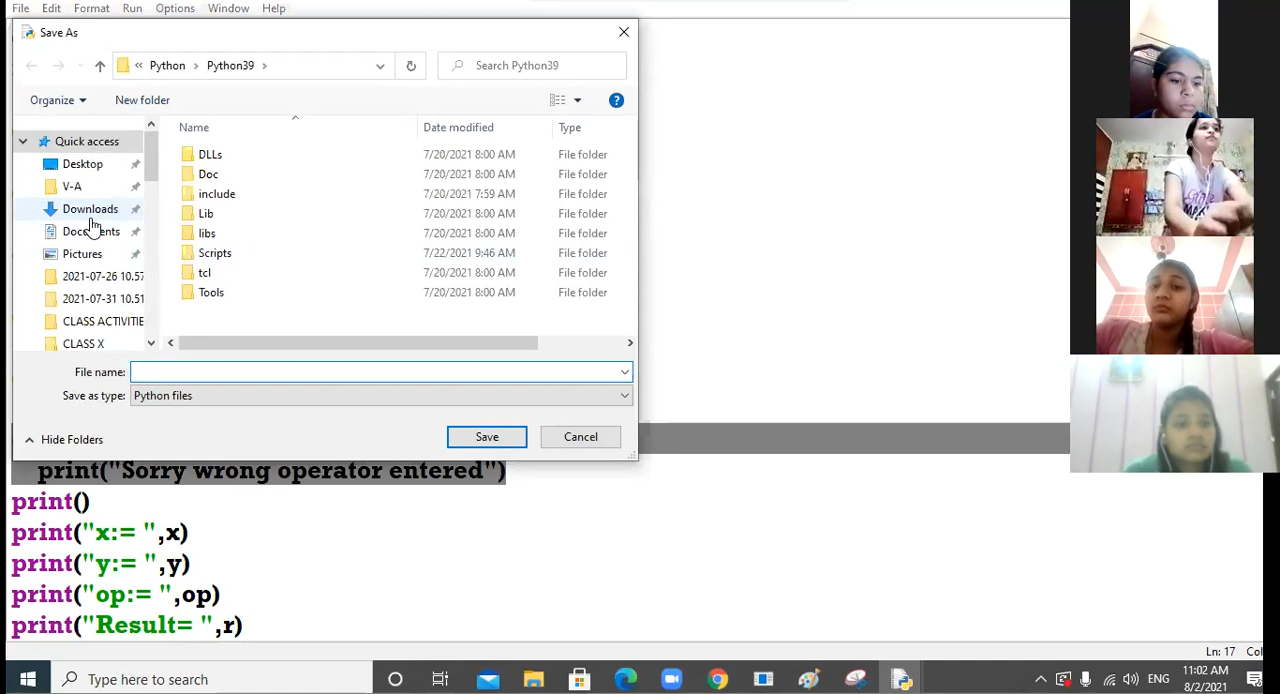 File Edit Format Run Options Window Help
Save As
« Python › Python39 ›
Search Python39
Organize New folder
Name Date modified Type
Quick access
Desktop
V-A
Downloads
Pictures
2021-07-26 10.57
2021-07-31 10.51
CLASS ACTIVITIE
CLASS X
DLLs 7/20/2021 8:00 AM File folder
Doc 7/20/2021 8:00 AM File folder
include 7/20/2021 7:59 AM File folder
Lib 7/20/2021 8:00 AM File folder
libs 7/20/2021 8:00 AM File folder
Scripts 7/22/2021 9:46 AM File folder
tcl 7/20/2021 8:00 AM File folder
Tools 7/20/2021 8:00 AM File folder
File name:
Save as type: Python files
Hide Folders
Save Cancel
print("Sorry wrong operator entered")
print()
print("x:= ",x)
print("y:= ",y)
print("op:= ",op)
print("Result= ",r)
Ln: 17 Col
Type here to search
ENG
11:02 AM
8/2/2021